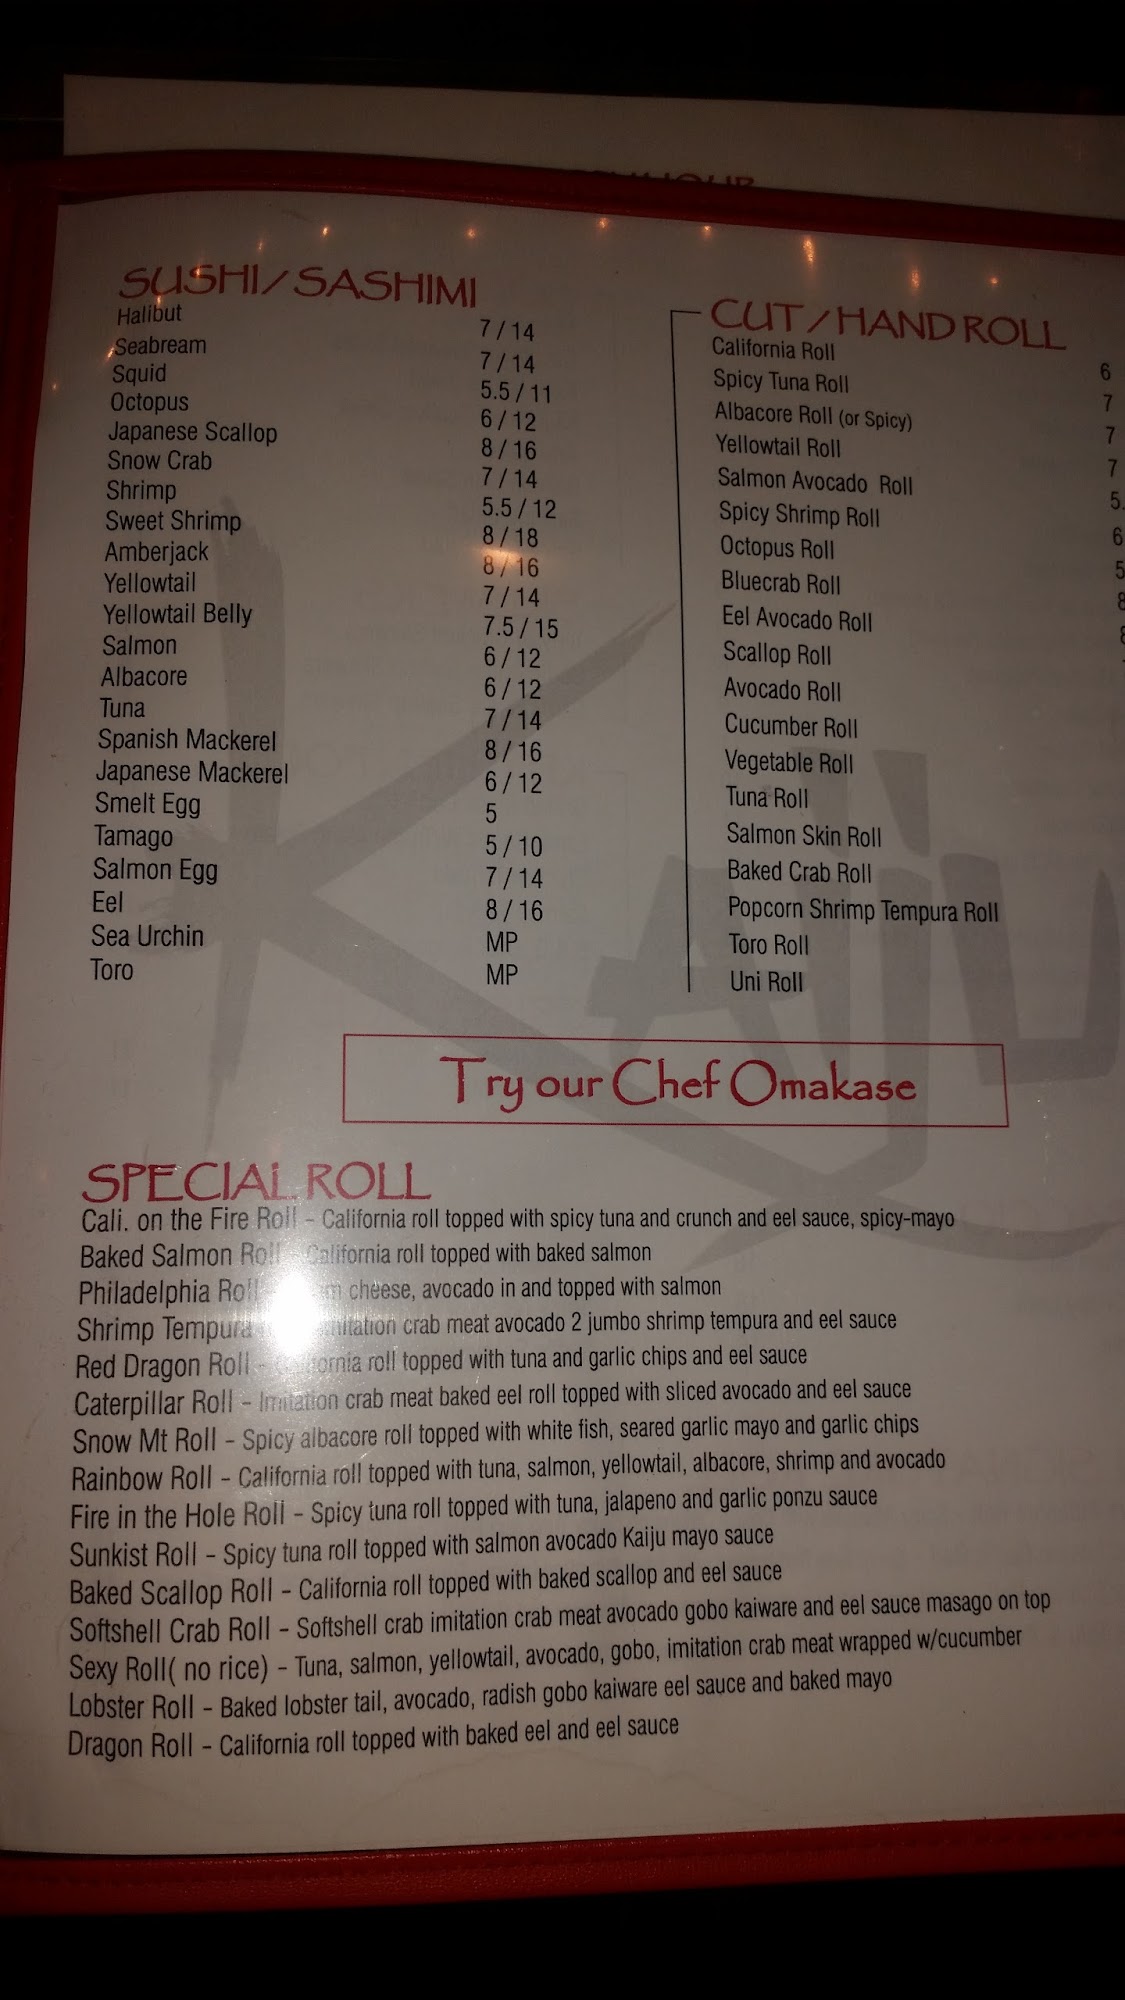 SUSHI/SASHIMI
Halibut 7 / 14
Seabream 7 / 14
Squid 5.5 / 11
Octopus 6 / 12
Japanese Scallop 8 / 16
Snow Crab 7 / 14
Shrimp 5.5 / 12
Sweet Shrimp 8 / 18
Amberjack 8 / 16
Yellowtail 7 / 14
Yellowtail Belly 7.5 / 15
Salmon 6 / 12
Albacore 6 / 12
Tuna 7 / 14
Spanish Mackerel 8 / 16
Japanese Mackerel 6 / 12
Smelt Egg 5
Tamago 5 / 10
Salmon Egg 7 / 14
Eel 8 / 16
Sea Urchin MP
Toro MP
CUT/HAND ROLL
California Roll 6
Spicy Tuna Roll 7
Albacore Roll (or Spicy) 7
Yellowtail Roll 7
Salmon Avocado Roll 5.
Spicy Shrimp Roll 6
Octopus Roll 5
Bluecrab Roll
Eel Avocado Roll
Scallop Roll
Avocado Roll
Cucumber Roll
Vegetable Roll
Tuna Roll
Salmon Skin Roll
Baked Crab Roll
Popcorn Shrimp Tempura Roll
Toro Roll
Uni Roll
KAIJU
Try our Chef Omakase
SPECIAL ROLL
Cali. on the Fire Roll – California roll topped with spicy tuna and crunch and eel sauce, spicy-mayo
Baked Salmon Roll – California roll topped with baked salmon
Philadelphia Roll cheese, avocado in and topped with salmon
Shrimp Tempura imitation crab meat avocado 2 jumbo shrimp tempura and eel sauce
Red Dragon Roll – California roll topped with tuna and garlic chips and eel sauce
Caterpillar Roll – Imitation crab meat baked eel roll topped with sliced avocado and eel sauce
Snow Mt Roll – Spicy albacore roll topped with white fish, seared garlic mayo and garlic chips
Rainbow Roll – California roll topped with tuna, salmon, yellowtail, albacore, shrimp and avocado
Fire in the Hole Roll – Spicy tuna roll topped with tuna, jalapeno and garlic ponzu sauce
Sunkist Roll – Spicy tuna roll topped with salmon avocado Kaiju mayo sauce
Baked Scallop Roll – California roll topped with baked scallop and eel sauce
Softshell Crab Roll – Softshell crab imitation crab meat avocado gobo kaiware and eel sauce masago on top
Sexy Roll( no rice) – Tuna, salmon, yellowtail, avocado, gobo, imitation crab meat wrapped w/cucumber
Lobster Roll – Baked lobster tail, avocado, radish gobo kaiware eel sauce and baked mayo
Dragon Roll – California roll topped with baked eel and eel sauce